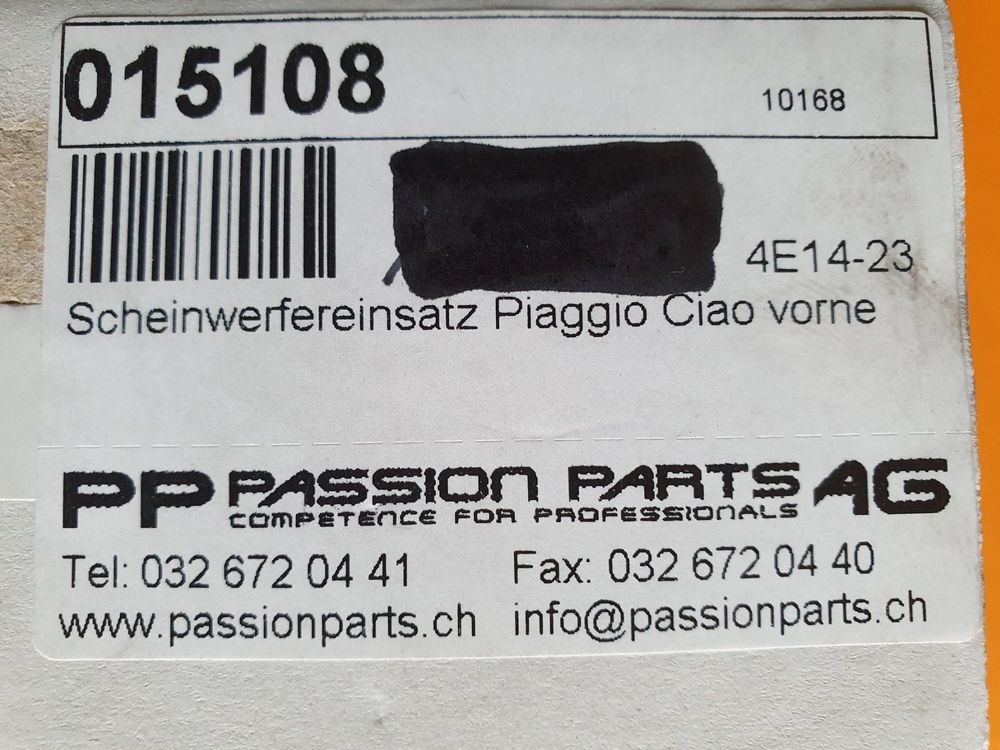 015108
10168
4E14-23
Scheinwerfereinsatz Piaggio Ciao vorne
PP PASSION PARTS AG
COMPETENCE FOR PROFESSIONALS
Tel: 032 672 04 41 Fax: 032 672 04 40
www.passionparts.ch info@passionparts.ch